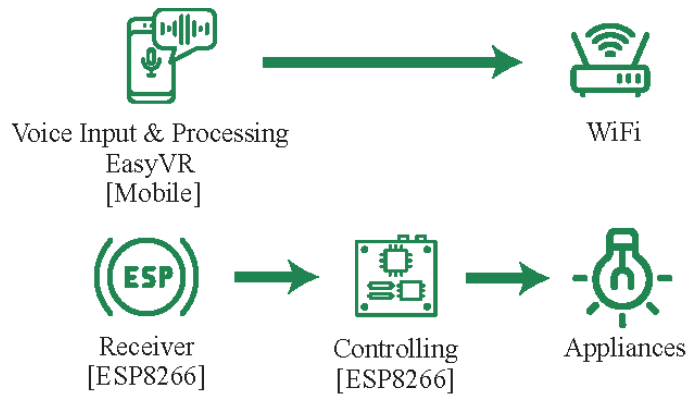 Voice Input & Processing
EasyVR
[Mobile]
WiFi
ESP
Receiver
[ESP8266]
Controlling
[ESP8266]
Appliances